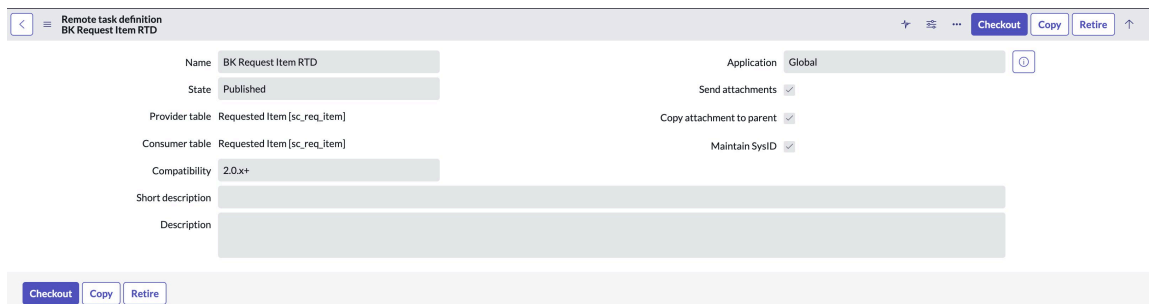 Remote task definition
BK Request Item RTD
Checkout Copy Retire
Name BK Request Item RTD
Application Global
State Published
Send attachments
Provider table Requested Item [sc_req_item]
Copy attachment to parent
Consumer table Requested Item [sc_req_item]
Maintain SysID
Compatibility 2.0.x+
Short description
Description
Checkout Copy Retire